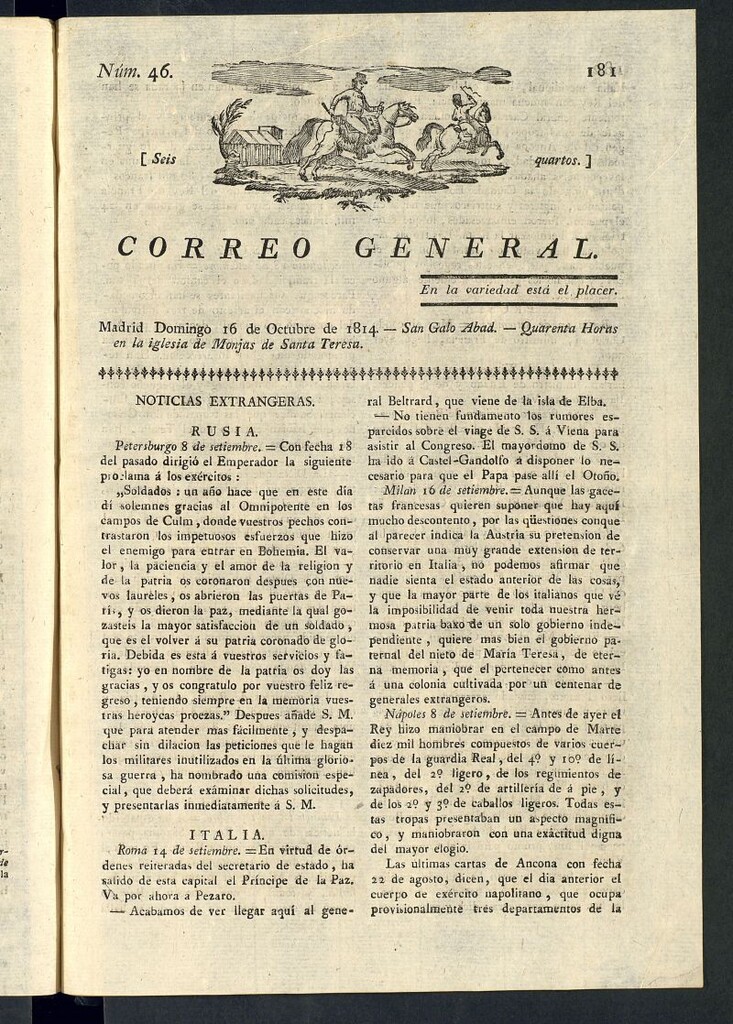 Núm. 46.
181
[ Seis
quartos. ]
CORREO GENERAL.
En la variedad está el placer.
Madrid Domingo 16 de Octubre de 1814. — San Galo Abad. — Quarenta Horas
en la iglesia de Monjas de Santa Teresa.
NOTICIAS EXTRANGERAS.
RUSIA.
Petersburgo 8 de setiembre. = Con fecha 18
del pasado dirigió el Emperador la siguiente
proclama á los exércitos :
„Soldados : un año hace que en este dia
dí solemnes gracias al Omnipotente en los
campos de Culm, donde vuestros pechos con-
trastaron los impetuosos esfuerzos que hizo
el enemigo para entrar en Bohemia. El va-
lor, la paciencia y el amor de la religion y
de la patria os coronaron despues con nue-
vos laureles, os abrieron las puertas de Pa-
rís, y os dieron la paz, mediante la qual go-
zasteis la mayor satisfaccion de un soldado,
que es el volver á su patria coronado de glo-
ria. Debida es esta á vuestros servicios y fa-
tigas: yo en nombre de la patria os doy las
gracias, y os congratulo por vuestro feliz re-
greso, teniendo siempre en la memoria vues-
tras heroycas proezas." Despues añade S. M.
que para atender mas facilmente, y despa-
char sin dilacion las peticiones que le hagan
los militares inutilizados en la última glorio-
sa guerra, ha nombrado una comision espe-
cial, que deberá exâminar dichas solicitudes,
y presentarlas inmediatamente á S. M.
ITALIA.
Roma 14 de setiembre. = En virtud de ór-
denes reiteradas del secretario de estado, ha
salido de esta capital el Príncipe de la Paz.
Va por ahora á Pezaro.
— Acabamos de ver llegar aquí al gene-
ral Beltrard, que viene de la isla de Elba.
— No tienen fundamento los rumores es-
parcidos sobre el viage de S. S. á Viena para
asistir al Congreso. El mayordomo de S. S.
ha ido á Castel-Gandolfo á disponer lo ne-
cesario para que el Papa pase allí el Otoño.
Milan 16 de setiembre. = Aunque las gace-
tas francesas quieren suponer que hay aquí
mucho descontento, por las qüestiones conque
al parecer indica la Austria su pretension de
conservar una muy grande extension de ter-
ritorio en Italia, no podemos afirmar que
nadie sienta el estado anterior de las cosas,
y que la mayor parte de los italianos que vé
la imposibilidad de venir toda nuestra her-
mosa patria baxo de un solo gobierno inde-
pendiente, quiere mas bien el gobierno pa-
ternal del nieto de María Teresa, de eter-
na memoria, que el pertenecer como antes
á una colonia cultivada por un centenar de
generales extrangeros.
Nápoles 8 de setiembre. = Antes de ayer el
Rey hizo maniobrar en el campo de Marte
diez mil hombres compuestos de varios cuer-
pos de la guardia Real, del 4º y 10º de lí-
nea, del 2º ligero, de los regimientos de
zapadores, del 2º de artillería de á pie, y
de los 2º y 3º de caballos ligeros. Todas es-
tas tropas presentaban un aspecto magnifi-
co, y maniobraron con una exâctitud digna
del mayor elogio.
Las últimas cartas de Ancona con fecha
22 de agosto, dicen, que el dia anterior el
cuerpo de exército napolitano, que ocupa
provisionalmente tres departamentos de la